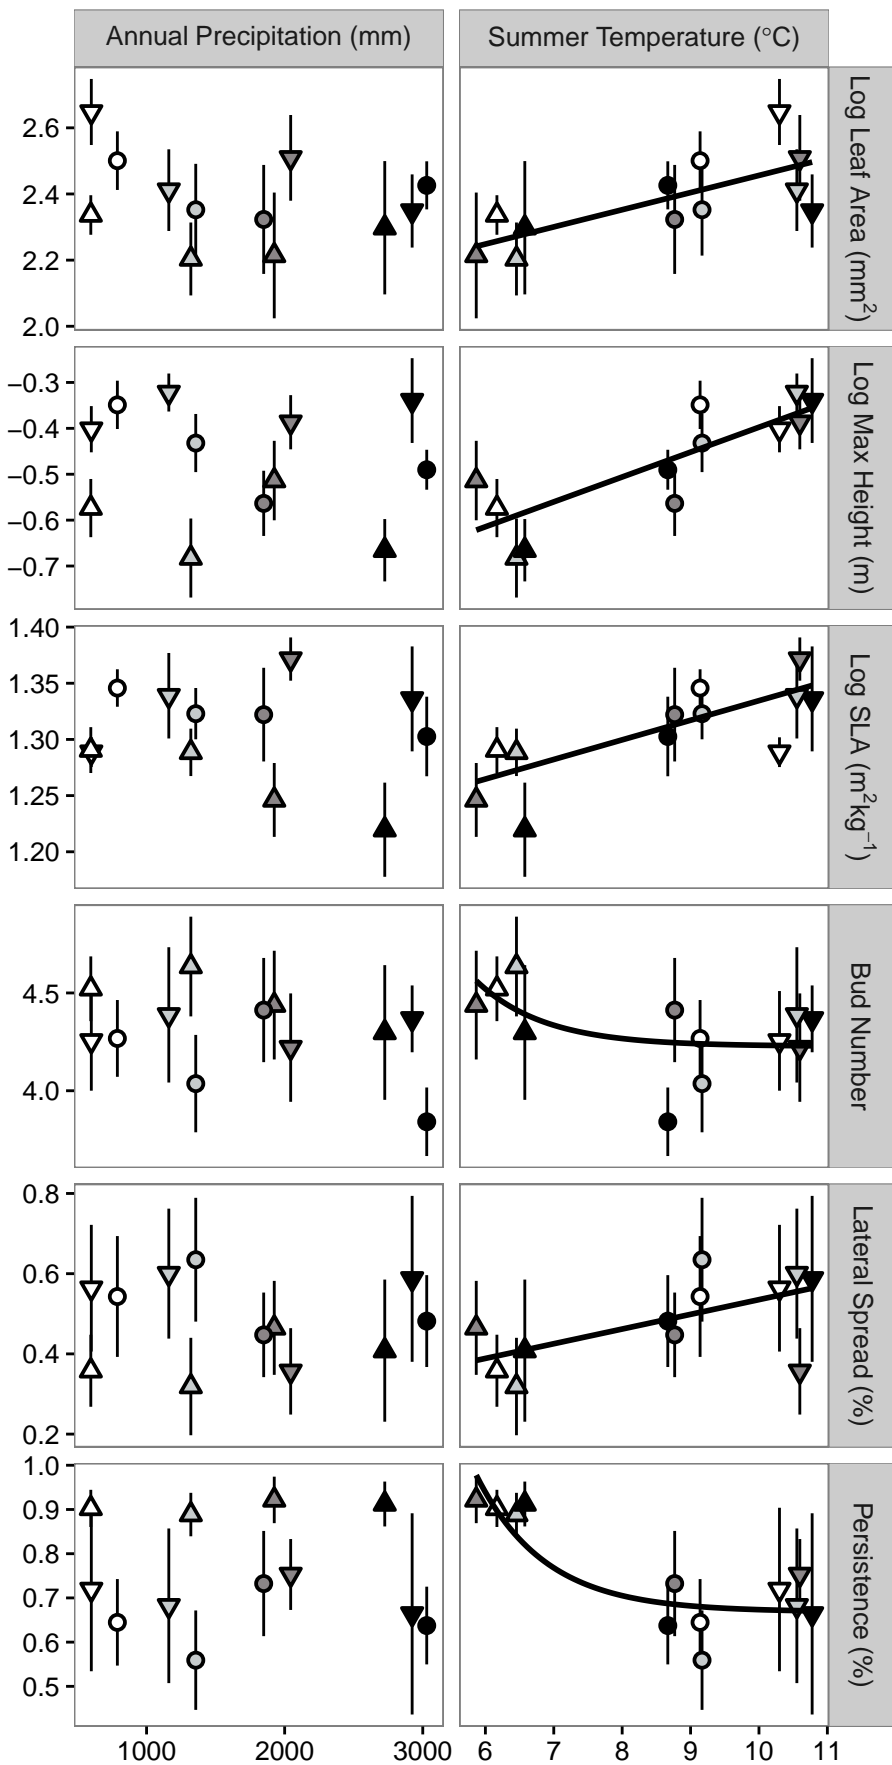 Annual Precipitation (mm)
Summer Temperature (°C)
2.6
2.4
2.2
2.0
Log Leaf Area (mm²)
−0.3
−0.4
−0.5
−0.6
−0.7
Log Max Height (m)
1.40
1.35
1.30
1.25
1.20
Log SLA (m²kg⁻¹)
4.5
4.0
Bud Number
0.8
0.6
0.4
0.2
Lateral Spread (%)
1.0
0.9
0.8
0.7
0.6
0.5
Persistence (%)
1000 2000 3000
6 7 8 9 10 11